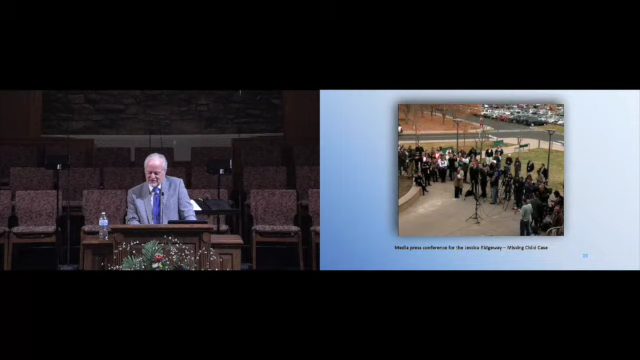 Media press conference for the Jessica Ridgeway – Missing Child Case